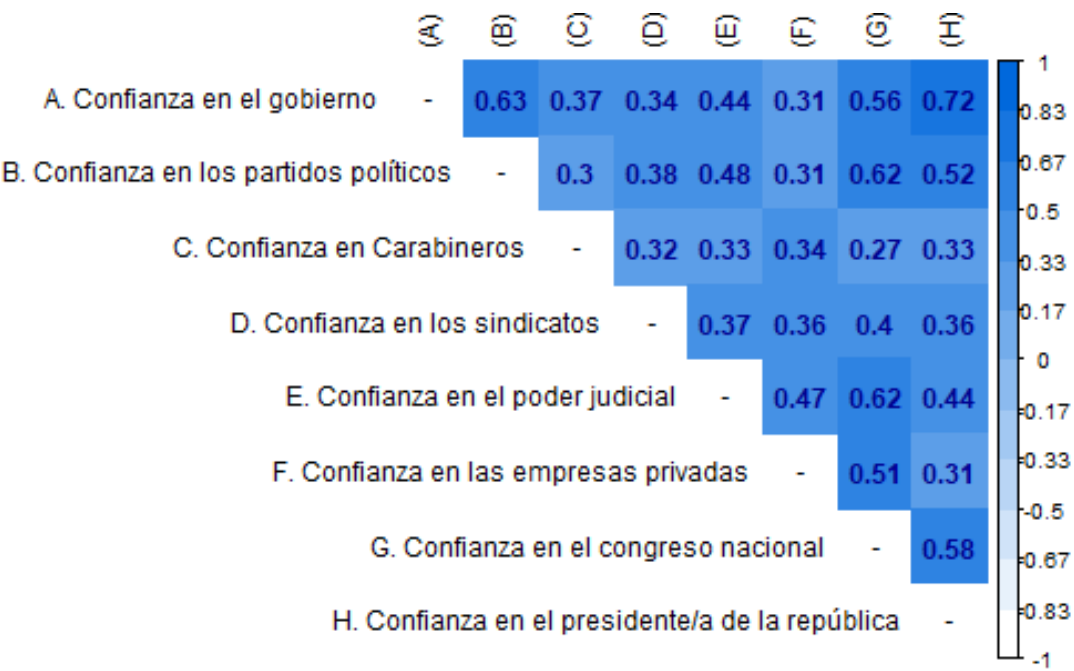 (A) (B) (C) (D) (E) (F) (G) (H)
A. Confianza en el gobierno - 0.63 0.37 0.34 0.44 0.31 0.56 0.72
B. Confianza en los partidos políticos - 0.3 0.38 0.48 0.31 0.62 0.52
C. Confianza en Carabineros - 0.32 0.33 0.34 0.27 0.33
D. Confianza en los sindicatos - 0.37 0.36 0.4 0.36
E. Confianza en el poder judicial - 0.47 0.62 0.44
F. Confianza en las empresas privadas - 0.51 0.31
G. Confianza en el congreso nacional - 0.58
H. Confianza en el presidente/a de la república -
1
0.83
0.67
0.5
0.33
0.17
0
-0.17
-0.33
-0.5
-0.67
-0.83
-1